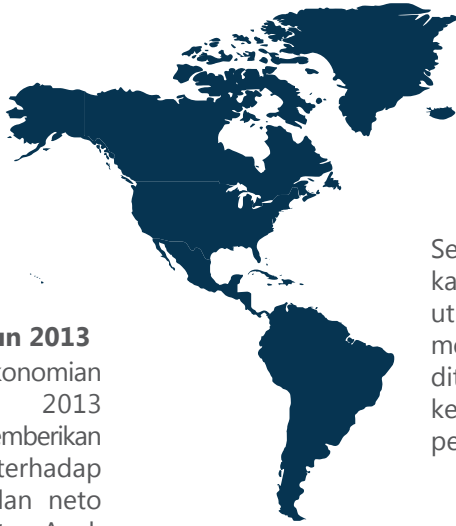 un 2013
konomian
2013
emberikan
terhadap
dan neto
Se
ka
ut
me
dit
ke
pe